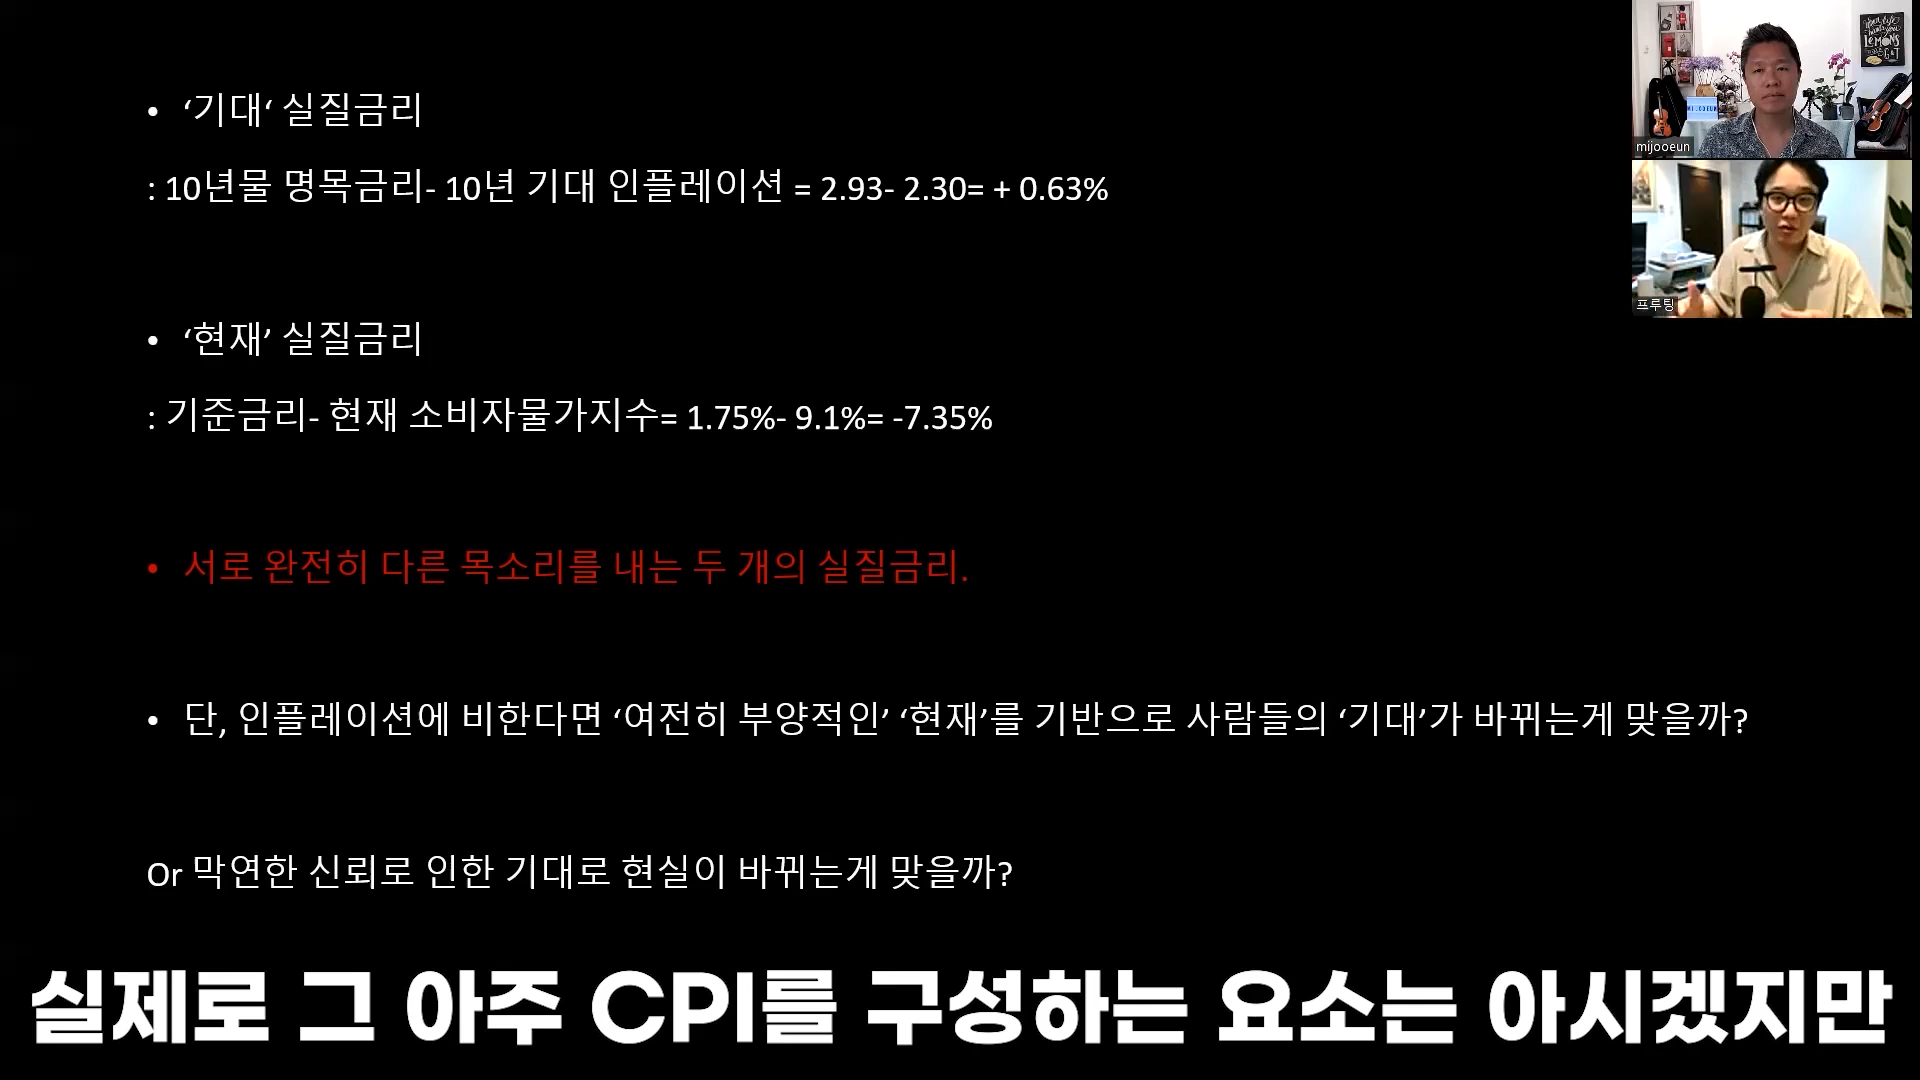 • ‘기대‘ 실질금리
: 10년물 명목금리- 10년 기대 인플레이션 = 2.93- 2.30= + 0.63%
• ‘현재’ 실질금리
: 기준금리- 현재 소비자물가지수= 1.75%- 9.1%= -7.35%
• 서로 완전히 다른 목소리를 내는 두 개의 실질금리.
• 단, 인플레이션에 비한다면 ‘여전히 부양적인’ ‘현재’를 기반으로 사람들의 ‘기대’가 바뀌는게 맞을까?
Or 막연한 신뢰로 인한 기대로 현실이 바뀌는게 맞을까?
실제로 그 아주 CPI를 구성하는 요소는 아시겠지만
mijooeun
프루팅
LEMONS
MIJOOEUN